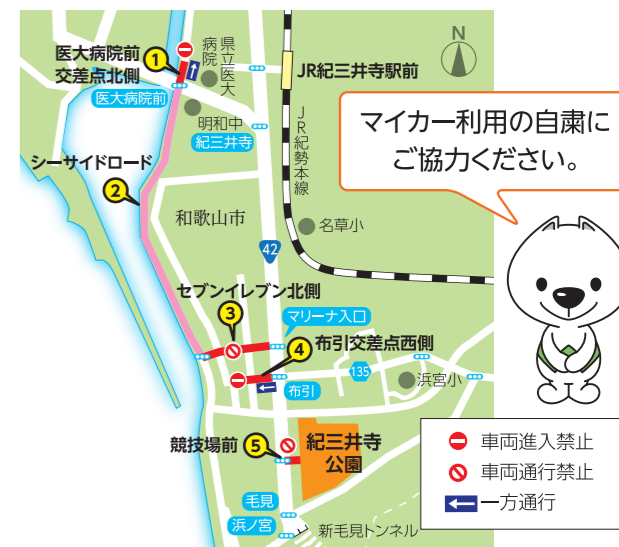 医大病院前
交差点北側
1
県立医大
病院
N
JR紀三井寺駅前
医大病院前
明和中
紀三井寺
JR紀勢本線
マイカー利用の自粛に
ご協力ください。
シーサイドロード
2
和歌山市
名草小
42
セブンイレブン北側
3
マリーナ入口
4
布引交差点西側
135
布引
浜宮小
競技場前
5
紀三井寺
公園
車両進入禁止
車両通行禁止
一方通行
毛見
浜ノ宮
新毛見トンネル